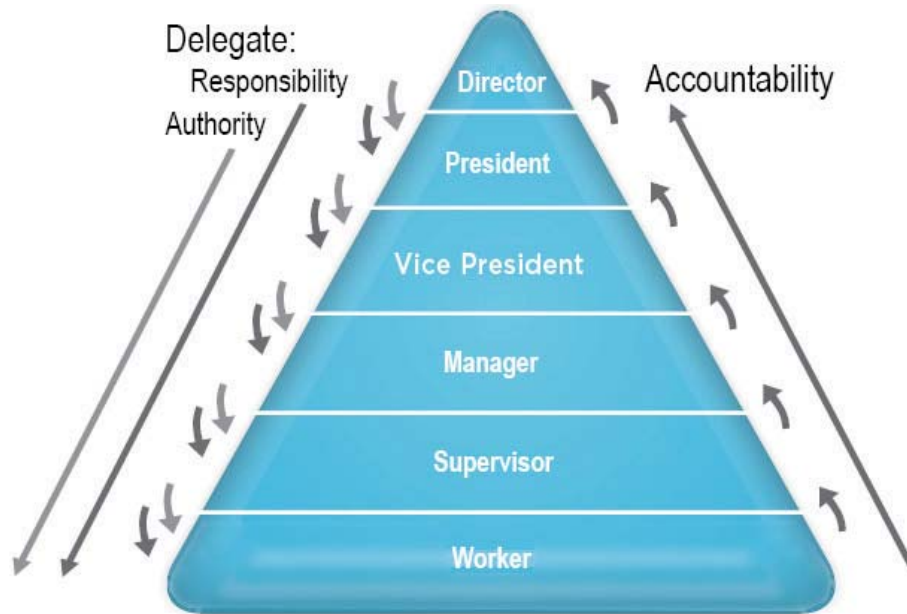 Delegate:
Responsibility
Authority
Accountability
Director
President
Vice President
Manager
Supervisor
Worker